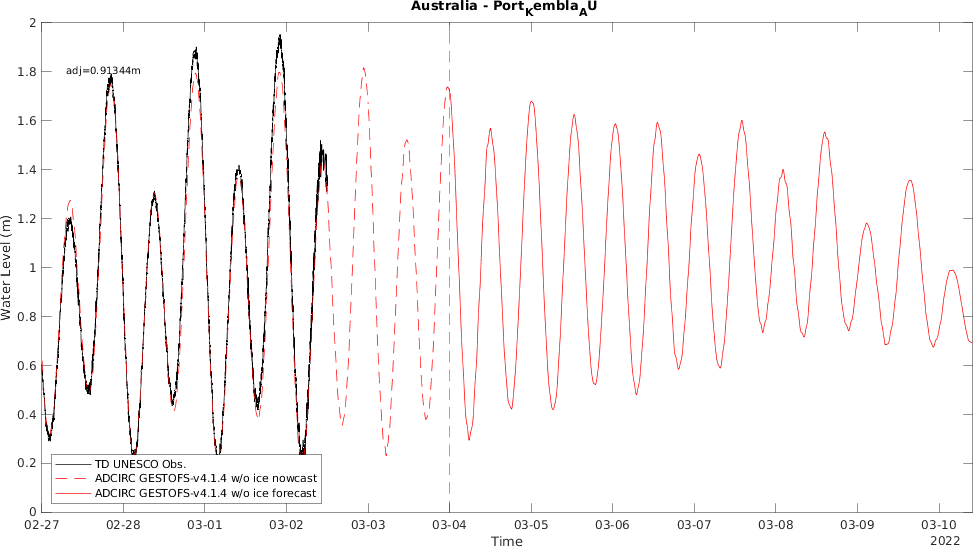 Australia - Port_Kembla_AU
adj=0.91344m
2
1.8
1.6
1.4
1.2
1
0.8
0.6
0.4
0.2
0
Water Level (m)
TD UNESCO Obs.
ADCIRC GESTOFS-v4.1.4 w/o ice nowcast
ADCIRC GESTOFS-v4.1.4 w/o ice forecast
02-27 02-28 03-01 03-02 03-03 03-04 03-05 03-06 03-07 03-08 03-09 03-10
Time
2022